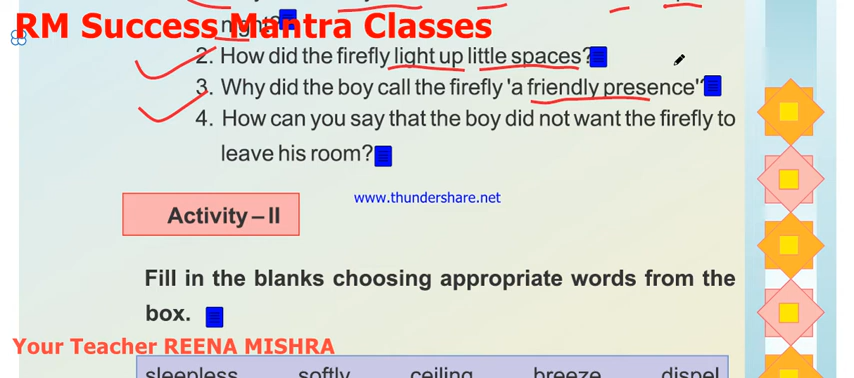 RM Success Mantra Classes
night?
2. How did the firefly light up little spaces?
3. Why did the boy call the firefly 'a friendly presence'?
4. How can you say that the boy did not want the firefly to
leave his room?
www.thundershare.net
Activity – II
Fill in the blanks choosing appropriate words from the
box.
Your Teacher REENA MISHRA
sleepless softly ceiling breeze dispel